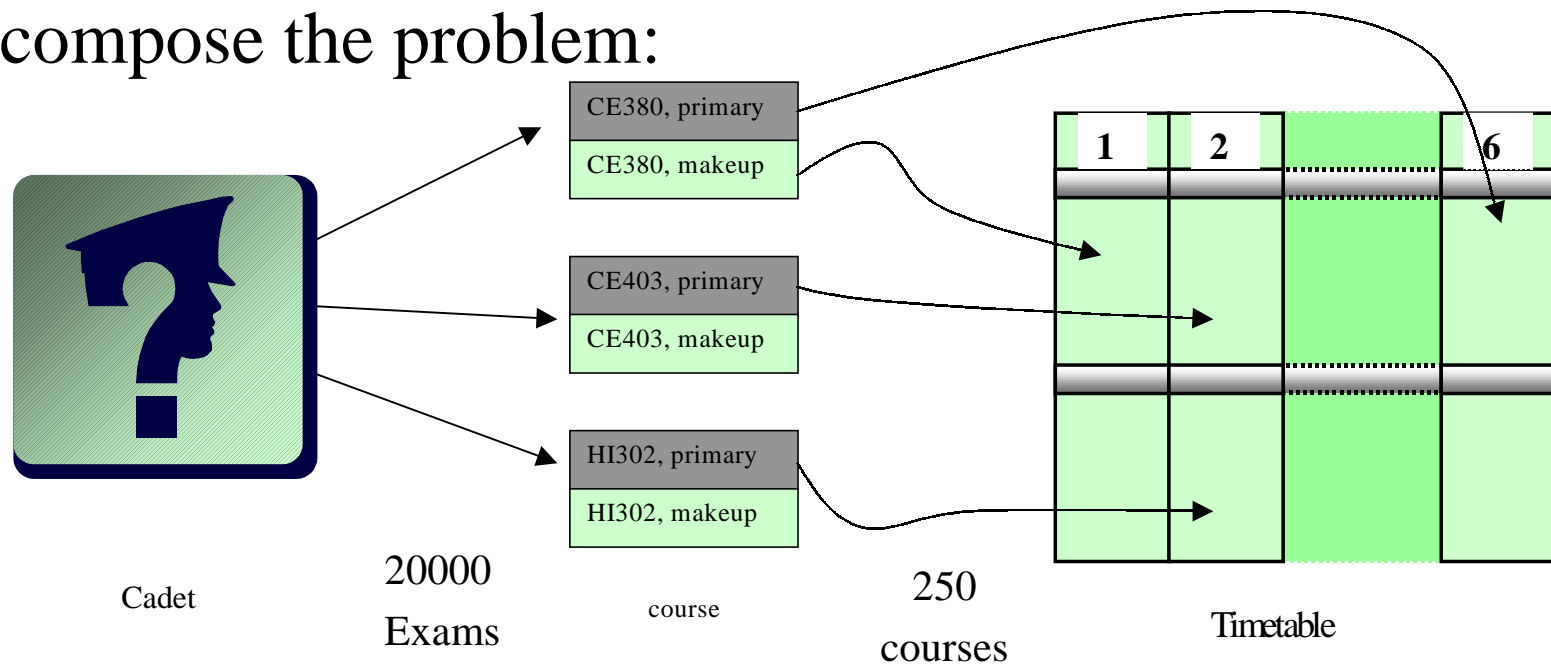 compose the problem:
CE380, primary
CE380, makeup
CE403, primary
CE403, makeup
HI302, primary
HI302, makeup
1
2
6
Cadet
20000
Exams
course
250
courses
Timetable